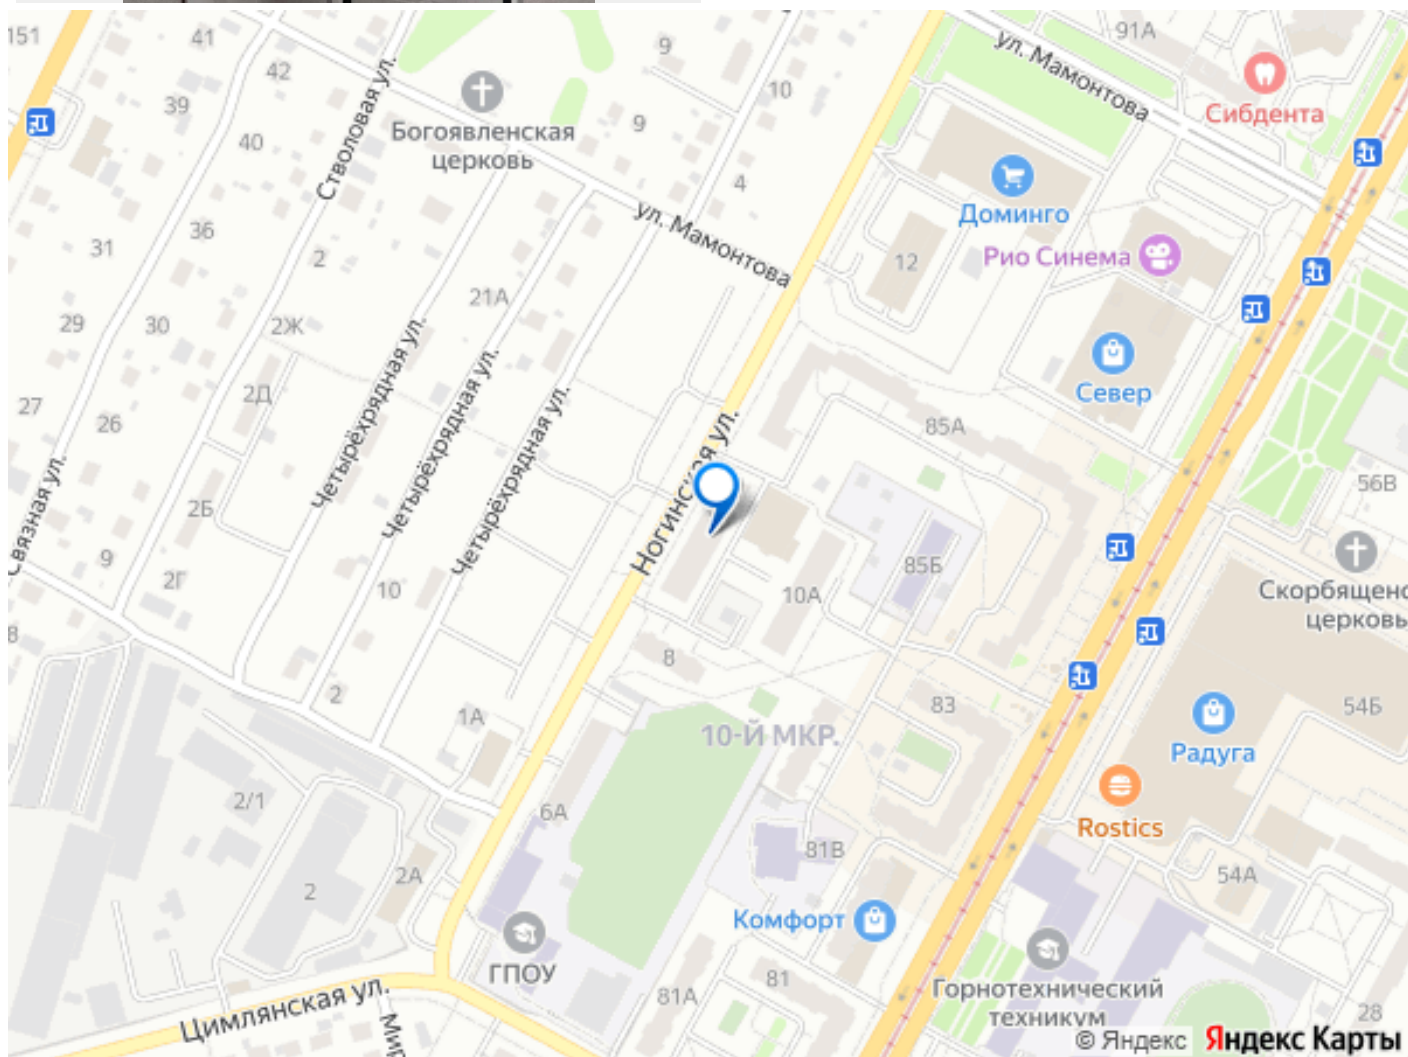 151
41
42
39
40
Стволовая ул.
Богоявленская
церковь
9
9
10
4
ул. Мамонтова
91А
Сибдента
ул. Мамонтова
Доминго
Рио Синема
12
Север
31
36
2
29
30
2Ж
21А
27
26
2Д
2Б
Связная ул.
Четырёхрядная ул.
Четырёхрядная ул.
Четырёхрядная ул.
Ногинская ул.
85А
56В
9
2Г
10
10А
85Б
Скорбященс
церковь
8
8
2
1А
10-Й МКР.
83
54Б
Радуга
Rostics
2/1
6А
81В
2
2А
54А
Комфорт
ГПОУ
81А
81
Горнотехнический
техникум
28
Цимлянская ул.
Мир
© Яндекс Яндекс Карты